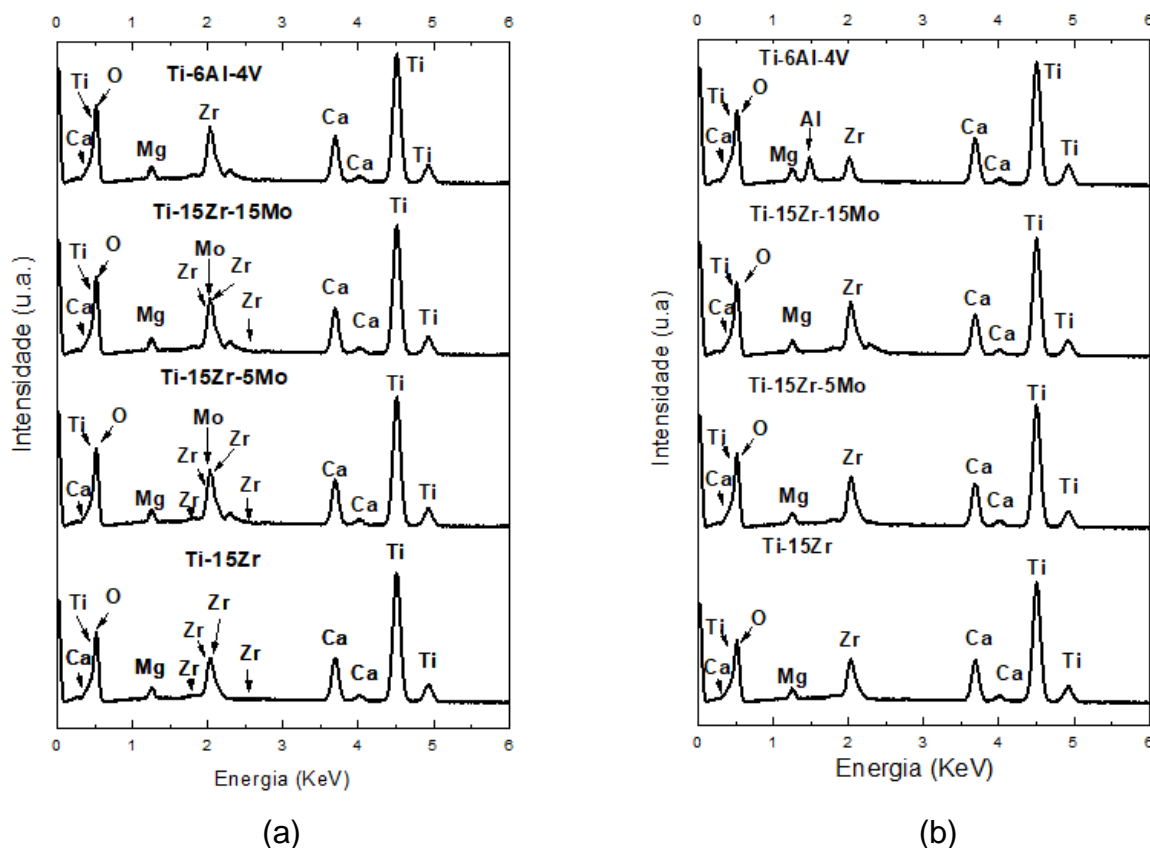 0 1 2 3 4 5 6
Ti-6Al-4V
Ti O Ca Mg Zr Ca Ca Ti Ti
Ti-15Zr-15Mo
Ti O Ca Mg Zr Mo Zr Zr Ca Ca Ti Ti
Ti-15Zr-5Mo
Ti O Ca Mg Zr Zr Mo Zr Zr Ca Ca Ti Ti
Ti-15Zr
Ti O Ca Mg Zr Zr Zr Zr Ca Ca Ti Ti
0 1 2 3 4 5 6
Intensidade (u.a.)
Energia (KeV)
(a)
0 1 2 3 4 5 6
Ti-6Al-4V
Ti O Ca Mg Al Zr Ca Ca Ti Ti
Ti-15Zr-15Mo
Ti O Ca Mg Zr Ca Ca Ti Ti
Ti-15Zr-5Mo
Ti O Ca Mg Zr Ca Ca Ti Ti
Ti-15Zr
Ti O Ca Mg Zr Ca Ca Ti Ti
0 1 2 3 4 5 6
Intensidade (u.a)
Energia (KeV)
(b)